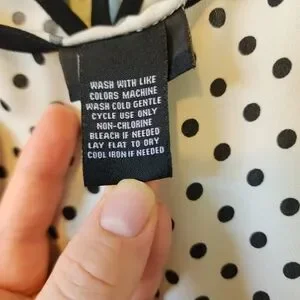 WASH WITH LIKE
COLORS MACHINE
WASH COLD GENTLE
CYCLE USE ONLY
NON-CHLORINE
BLEACH IF NEEDED
LAY FLAT TO DRY
COOL IRON IF NEEDED